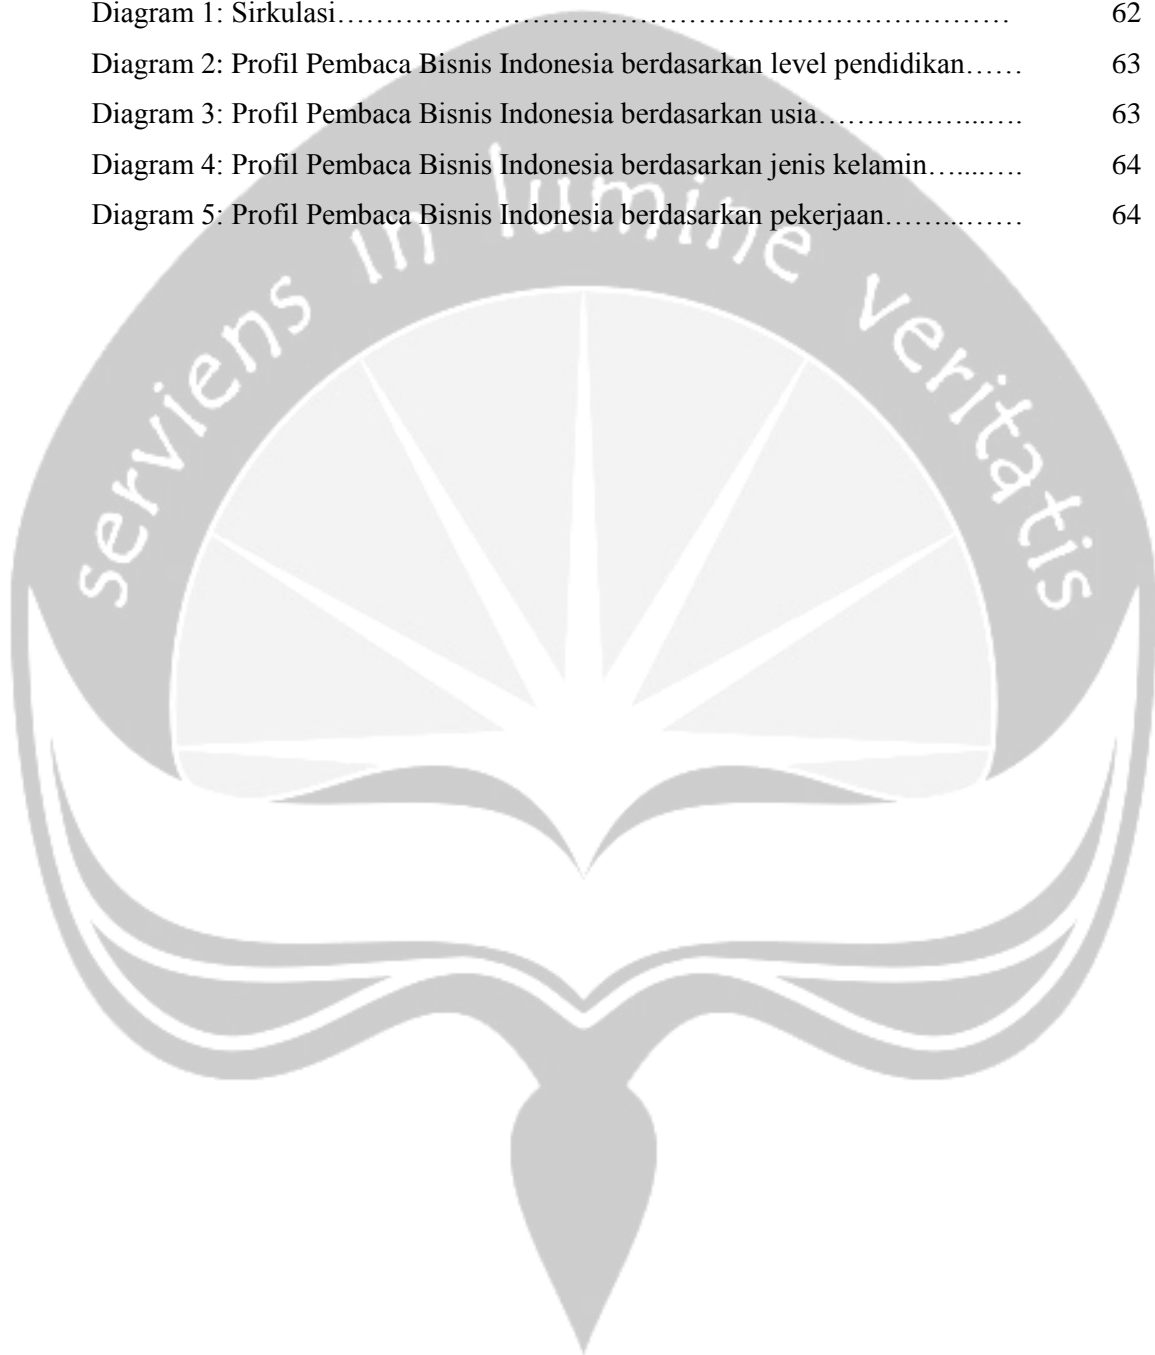 Diagram 1: Sirkulasi……………………………………………………………… 62
Diagram 2: Profil Pembaca Bisnis Indonesia berdasarkan level pendidikan…… 63
Diagram 3: Profil Pembaca Bisnis Indonesia berdasarkan usia…..………...…. 63
Diagram 4: Profil Pembaca Bisnis Indonesia berdasarkan jenis kelamin…...…. 64
Diagram 5: Profil Pembaca Bisnis Indonesia berdasarkan pekerjaan……...…… 64
serviens in lumine veritatis